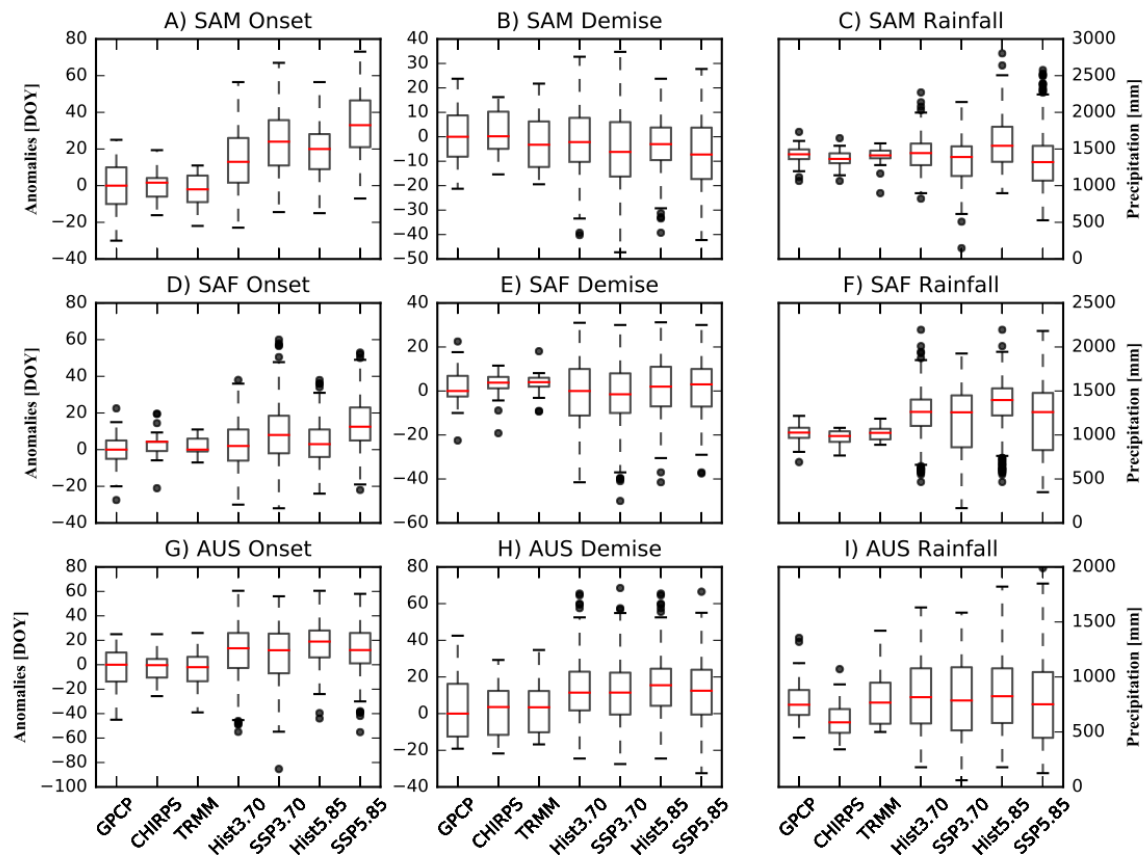 A) SAM Onset
B) SAM Demise
C) SAM Rainfall
Anomalies [DOY]
80
60
40
20
0
−20
−40
40
30
20
10
0
−10
−20
−30
−40
−50
3000
2500
2000
1500
1000
500
0
Precipitation [mm]
D) SAF Onset
E) SAF Demise
F) SAF Rainfall
Anomalies [DOY]
80
60
40
20
0
−20
−40
40
20
0
−20
−40
−60
2500
2000
1500
1000
500
0
Precipitation [mm]
G) AUS Onset
H) AUS Demise
I) AUS Rainfall
Anomalies [DOY]
80
60
40
20
0
−20
−40
−60
−80
−100
80
60
40
20
0
−20
−40
2000
1500
1000
500
0
Precipitation [mm]
GPCP
CHIRPS
TRMM
Hist3.70
SSP3.70
Hist5.85
SSP5.85
GPCP
CHIRPS
TRMM
Hist3.70
SSP3.70
Hist5.85
SSP5.85
GPCP
CHIRPS
TRMM
Hist3.70
SSP3.70
Hist5.85
SSP5.85